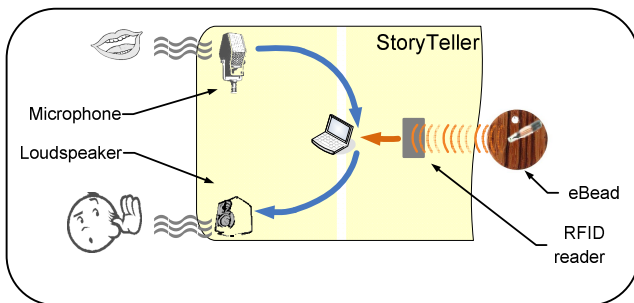 StoryTeller
Microphone
Loudspeaker
eBead
RFID
reader